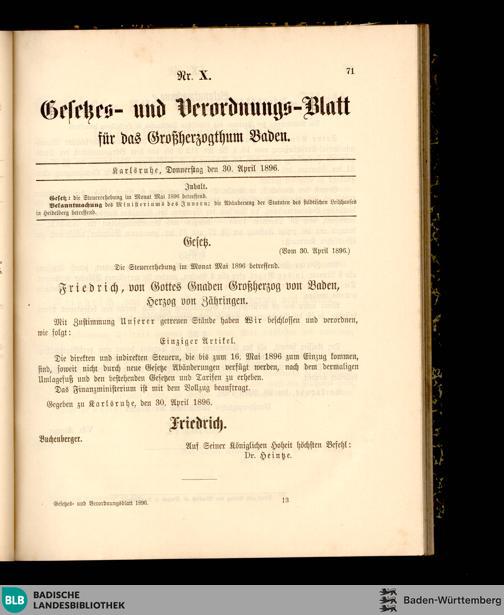 Nr. X.
71
Gesetzes- und Verordnungs-Blatt
für das Großherzogthum Baden.
Karlsruhe, Donnerstag den 30. April 1896.
Inhalt.
Gesetz: die Steuererhebung im Monat Mai 1896 betreffend.
Bekanntmachung des Ministeriums des Innern: die Abänderung der Statuten des städtischen Leihhauses
in Heidelberg betreffend.
Gesetz.
(Vom 30. April 1896.)
Die Steuererhebung im Monat Mai 1896 betreffend.
Friedrich, von Gottes Gnaden Großherzog von Baden,
Herzog von Zähringen.
Mit Zustimmung Unserer getreuen Stände haben Wir beschlossen und verordnen,
wie folgt:
Einziger Artikel.
Die direkten und indirekten Steuern, die bis zum 16. Mai 1896 zum Einzug kommen,
sind, soweit nicht durch neue Gesetze Abänderungen verfügt werden, nach dem dermaligen
Umlagefuß und den bestehenden Gesetzen und Tarifen zu erheben.
Das Finanzministerium ist mit dem Vollzug beauftragt.
Gegeben zu Karlsruhe, den 30. April 1896.
Friedrich.
Buchenberger.
Auf Seiner Königlichen Hoheit höchsten Befehl:
Dr. Heintze.
Gesetzes- und Verordnungsblatt 1896.
13
BLB BADISCHE
LANDESBIBLIOTHEK
Baden-Württemberg